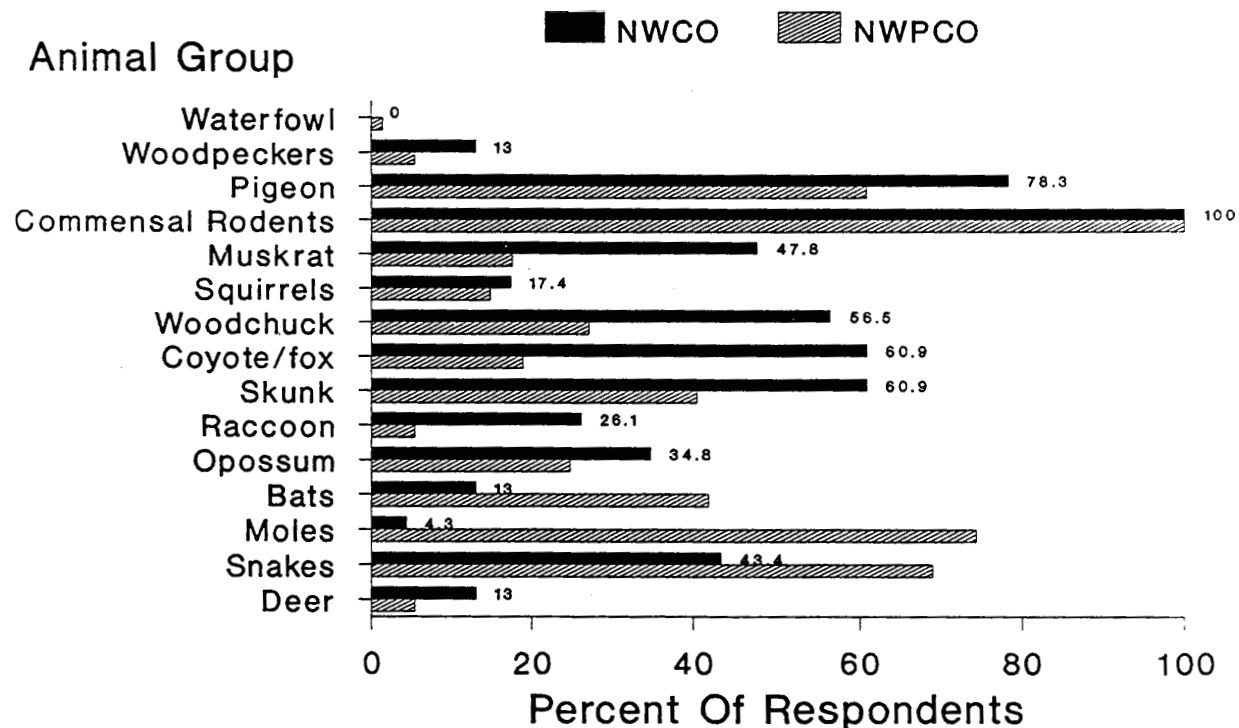 NWCO NWPCO
Animal Group
Waterfowl 0
Woodpeckers 13
Pigeon 78.3
Commensal Rodents 100
Muskrat 47.8
Squirrels 17.4
Woodchuck 56.5
Coyote/fox 60.9
Skunk 60.9
Raccoon 26.1
Opossum 34.8
Bats 13
Moles 4.3
Snakes 43.4
Deer 13
0 20 40 60 80 100
Percent Of Respondents